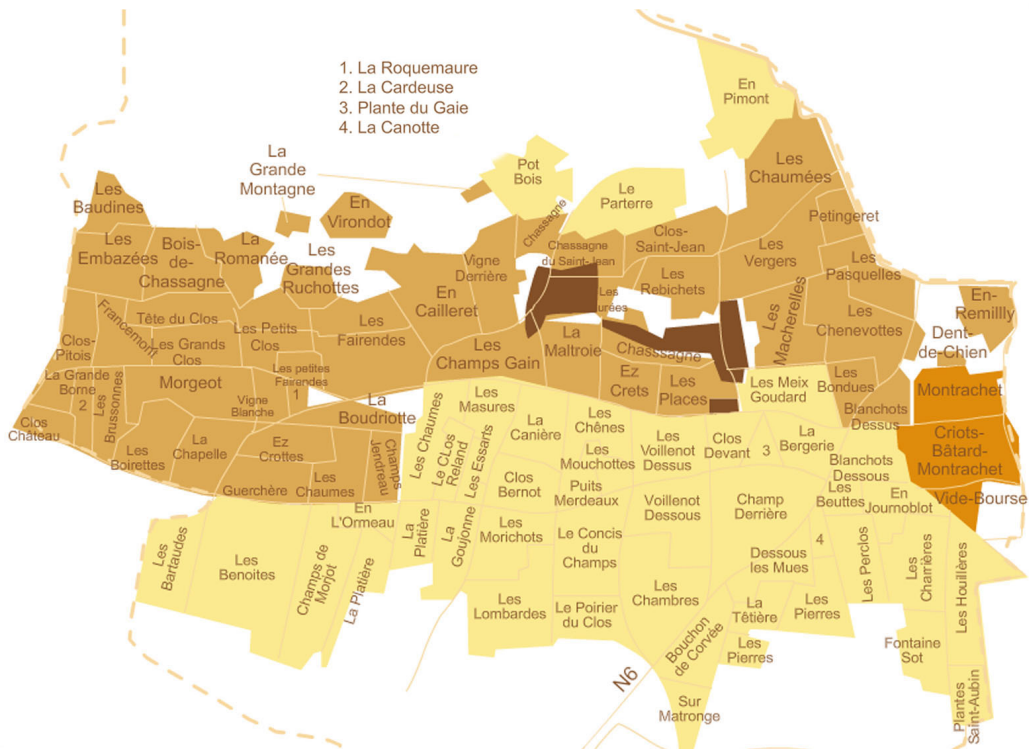 1. La Roquemaure
2. La Cardeuse
3. Plante du Gaie
4. La Canotte
En
Pimont
La
Grande
Montagne
Pot
Bois
Le
Parterre
Les
Chaumées
Les
Baudines
En
Virondot
Chassagne
Clos-
Saint-Jean
Petingeret
Les
Embazées
Bois-
de-
Chassagne
La
Romanée
Les
Grandes
Ruchottes
Vigne
Derrière
Chassagne
du Saint-Jean
Les
Vergers
Les
Pasquelles
En
Cailleret
Les
Rebichets
Les
urées
Les
Macherelles
Les
Chenevottes
En-
Remillly
Dent-
de-Chien
Francemont
Tête du Clos
Les Petits
Clos
Les
Fairendes
Clos-
Pitois
Les Grands
Clos
Les
Champs Gain
La
Maltroie
Chasssagne
La Grande
Borne
2
Les
Brussonnes
Morgeot
Les petites
Fairendes
1
Vigne
Blanche
Ez
Crets
Les
Places
Les Meix
Goudard
Les
Bondues
Montrachet
Clos
Château
La
Boudriotte
Les
Masures
Blanchots
Dessus
Criots-
Bâtard-
Montrachet
Les
Boirettes
La
Chapelle
Ez
Crottes
Champs
Jendreau
Les Chaumes
Le CLos
Reland
Les Essarts
La
Canière
Les
Chênes
Les
Voillenot
Dessus
Clos
Devant
3
La
Bergerie
Les
Mouchottes
Blanchots
Dessous
Guerchère
Les
Chaumes
Clos
Bernot
Puits
Merdeaux
Voillenot
Dessous
Champ
Derrière
Les
Beuttes
En
Journoblot
Vide-Bourse
En
L'Ormeau
La
Platière
La
Goujonne
Les
Morichots
Le Concis
du
Champs
4
Les
Bartaudes
Les
Benoites
Champs de
Morjot
La Platière
Dessous
les Mues
Les Perclos
Les
Charrières
Les Houillères
Les
Lombardes
Le Poirier
du Clos
Les
Chambres
La
Têtière
Les
Pierres
Bouchon
de Corvée
Les
Pierres
Fontaine
Sot
N6
Sur
Matronge
Plantes
Saint-Aubin